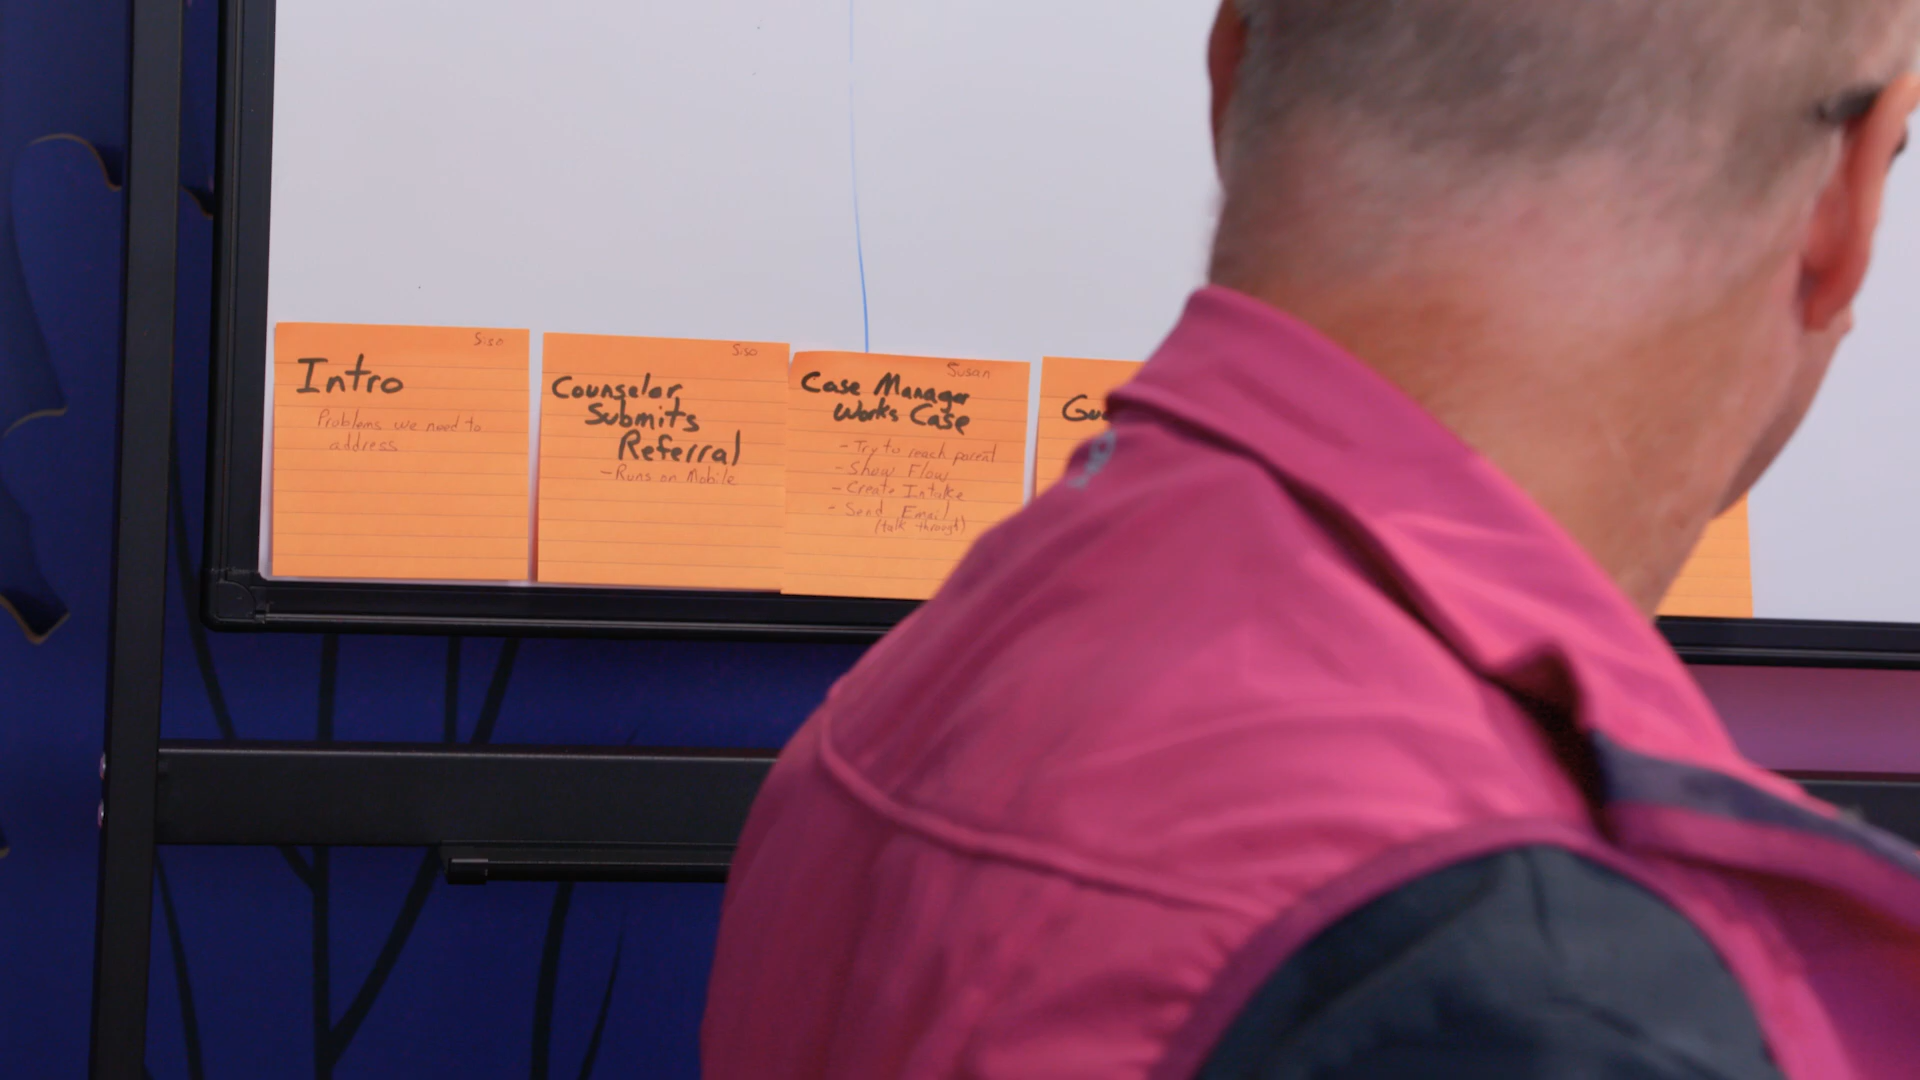 Siso
Intro
Problems we need to
address
Siso
Counselor
Submits
Referral
- Runs on Mobile
Susan
Case Manager
Works Case
- Try to reach parent
- Show Flow
- Create Intake
- Send Email
(talk through)